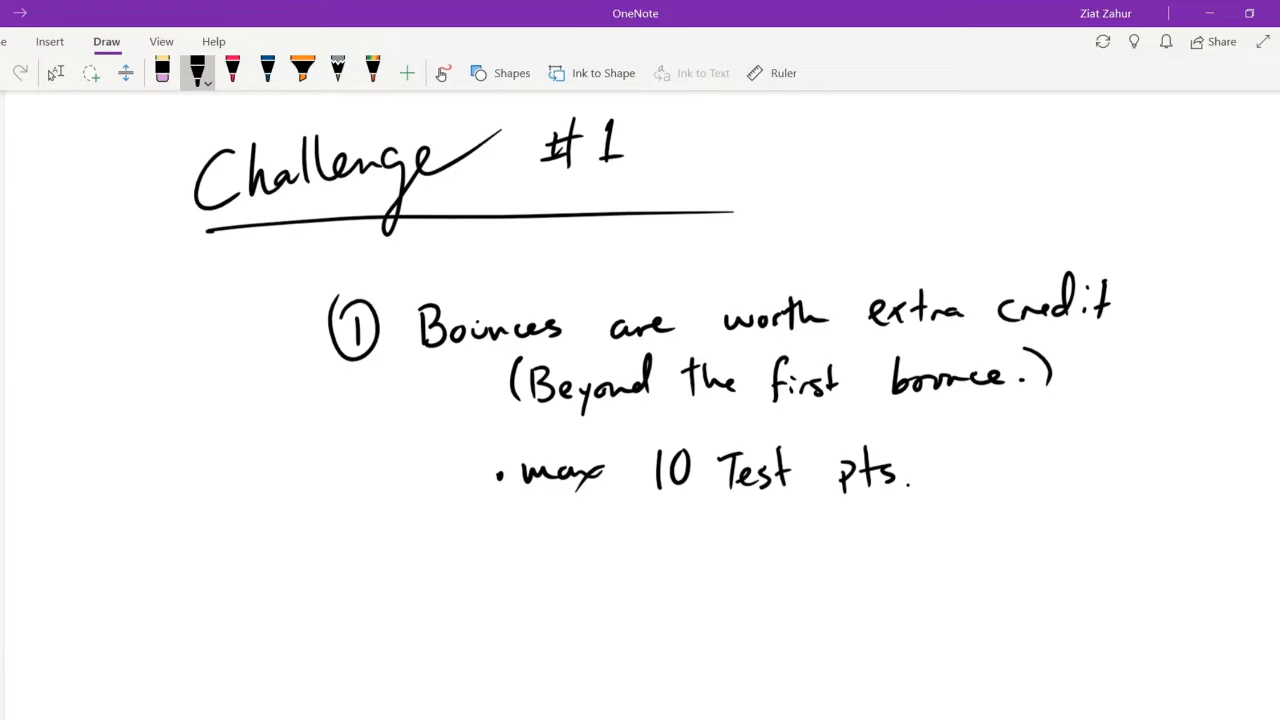 OneNote
Ziat Zahur
Insert Draw View Help
Share
Shapes Ink to Shape Ink to Text Ruler
Challenge #1
① Bounces are worth extra credit
(Beyond the first bounce.)
• max 10 Test pts.